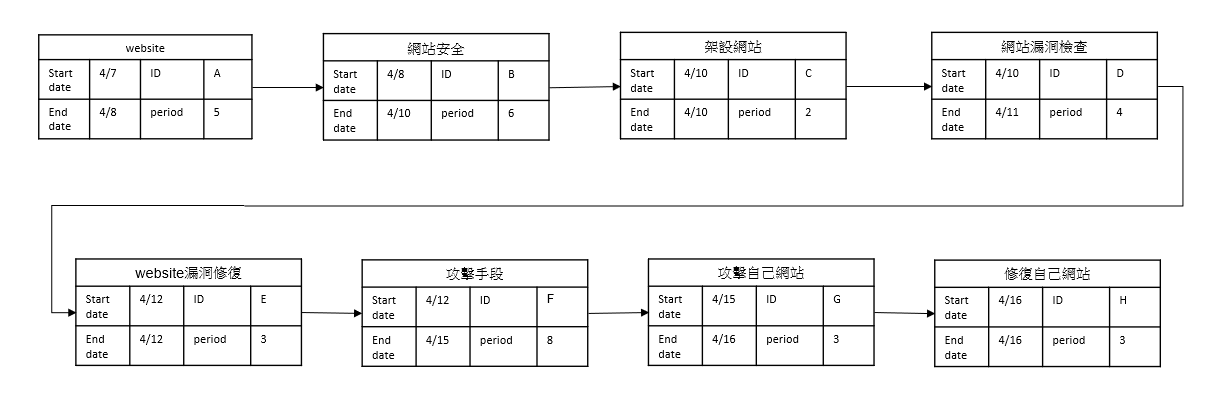 website
Start date 4/7 ID A
End date 4/8 period 5
網站安全
Start date 4/8 ID B
End date 4/10 period 6
架設網站
Start date 4/10 ID C
End date 4/10 period 2
網站漏洞檢查
Start date 4/10 ID D
End date 4/11 period 4
website漏洞修復
Start date 4/12 ID E
End date 4/12 period 3
攻擊手段
Start date 4/12 ID F
End date 4/15 period 8
攻擊自己網站
Start date 4/15 ID G
End date 4/16 period 3
修復自己網站
Start date 4/16 ID H
End date 4/16 period 3